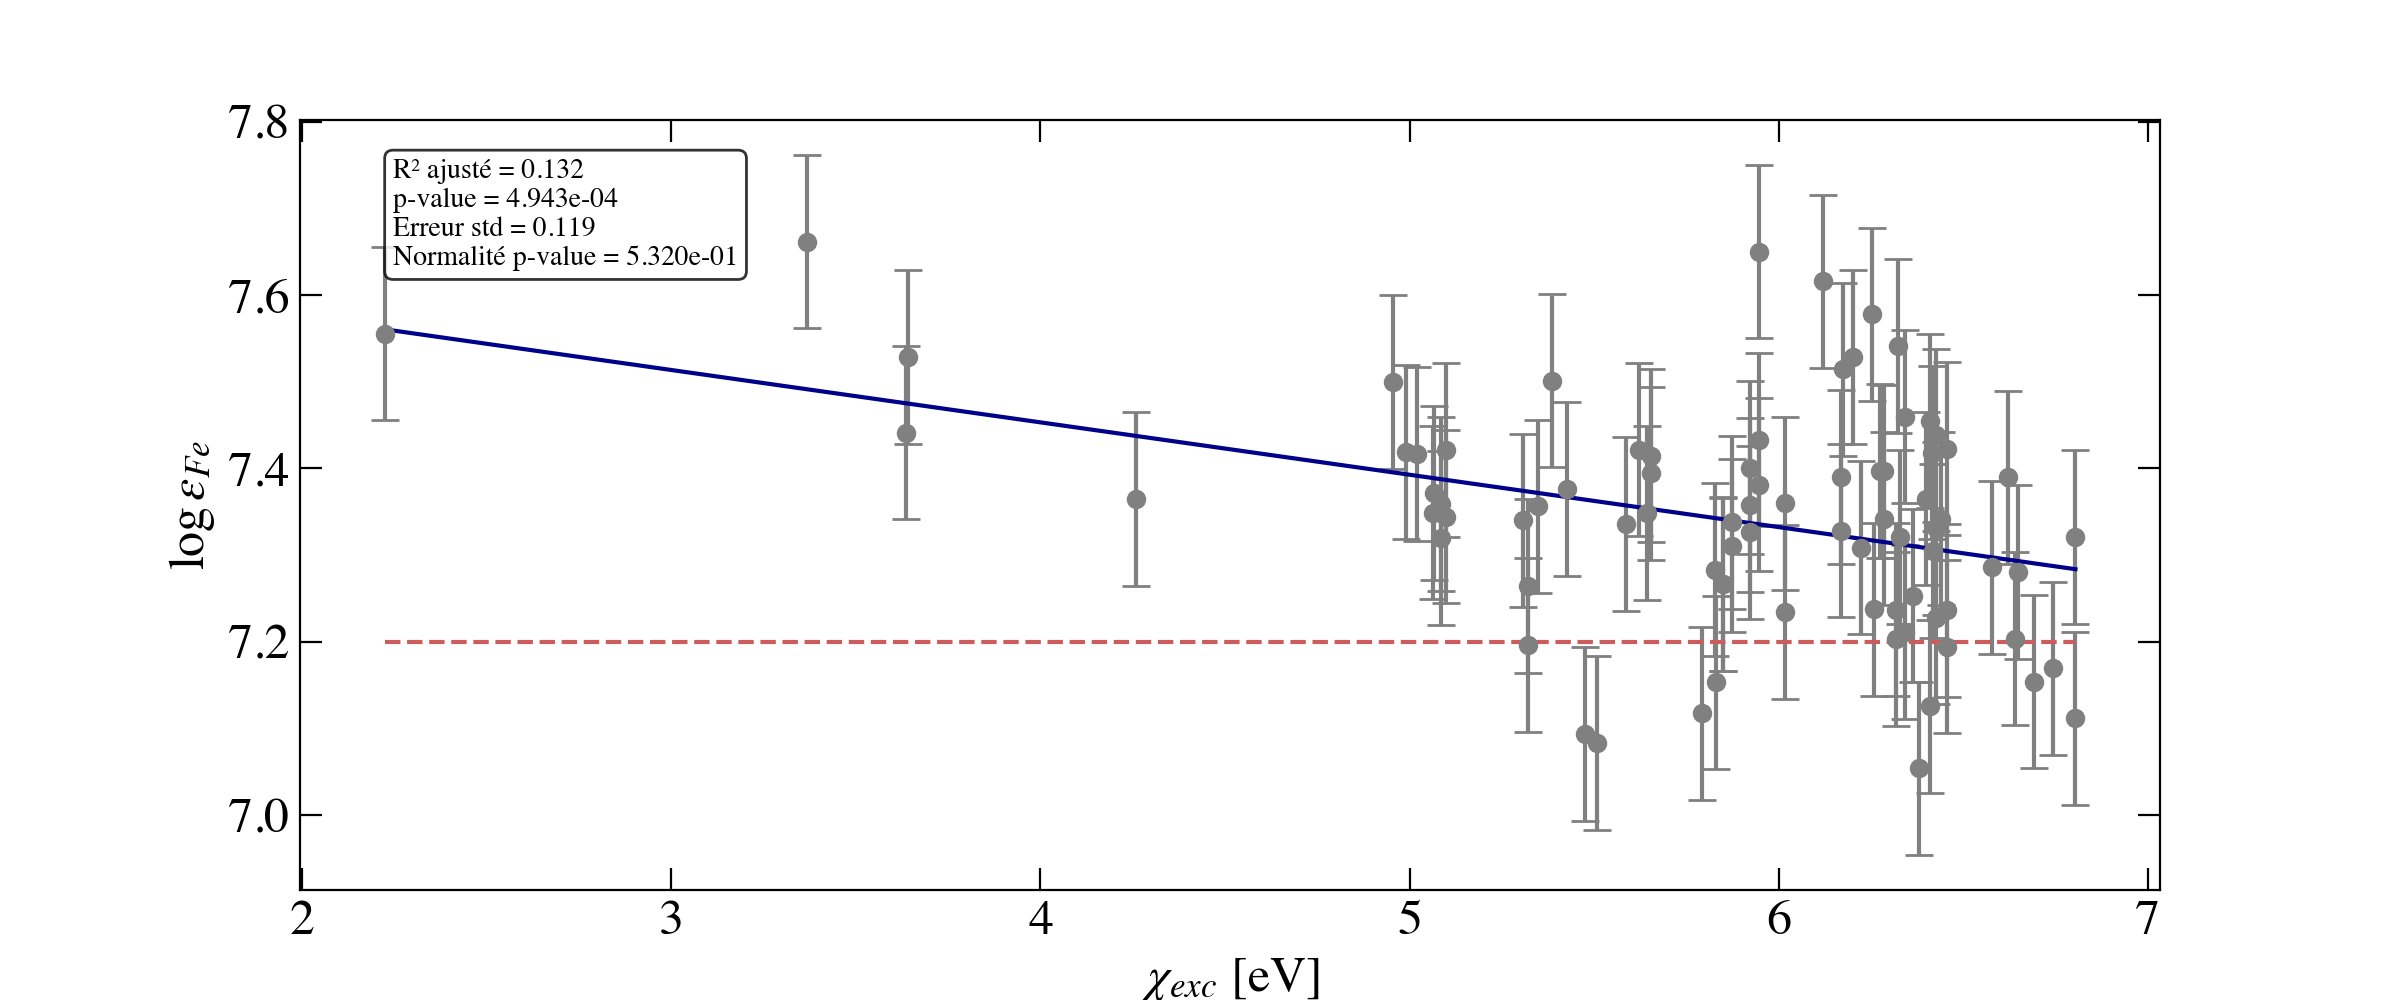 7.8
7.6
7.4
7.2
7.0
log ε_Fe
R² ajusté = 0.132
p-value = 4.943e-04
Erreur std = 0.119
Normalité p-value = 5.320e-01
2 3 4 5 6 7
χ_exc [eV]